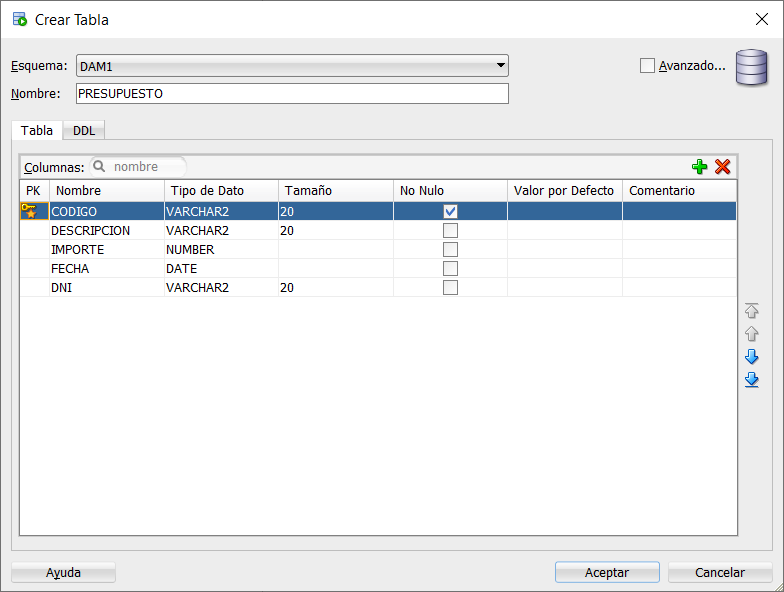 Crear Tabla
Esquema: DAM1
Avanzado...
Nombre: PRESUPUESTO
Tabla DDL
Columnas: nombre
PK Nombre Tipo de Dato Tamaño No Nulo Valor por Defecto Comentario
CODIGO VARCHAR2 20
DESCRIPCION VARCHAR2 20
IMPORTE NUMBER
FECHA DATE
DNI VARCHAR2 20
Ayuda Aceptar Cancelar